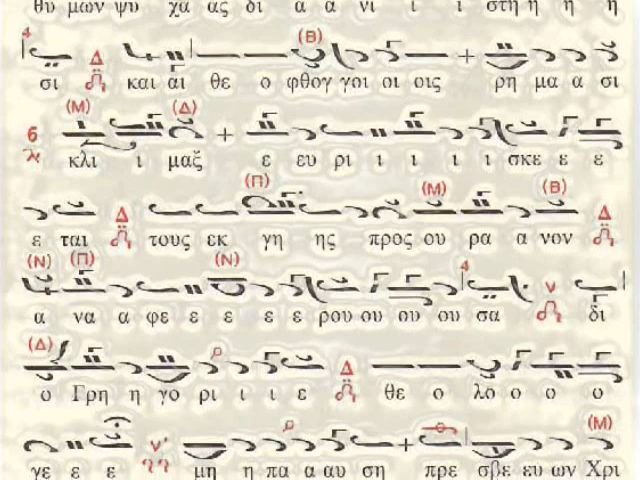 θυ μων ψυ χα ας δι α α νι ι ι στη η η η
σι Δ και αι θε ο φθογ γοι οι οις ρη μα α σι
κλι ι μαξ ε ευ ρι ι ι ι ι σκε ε ε
ε ται Δ τους εκ γη ης προς ου ρα α νον Δ
α να α φε ε ε ε ε ρου ου ου ου σα ν δι
ο Γρη η γο ρι ι ι ε Δ θε ο λο ο ο ο
γε ε ε ν' μη η πα α αυ ση πρε σβε ευ ων Χρι